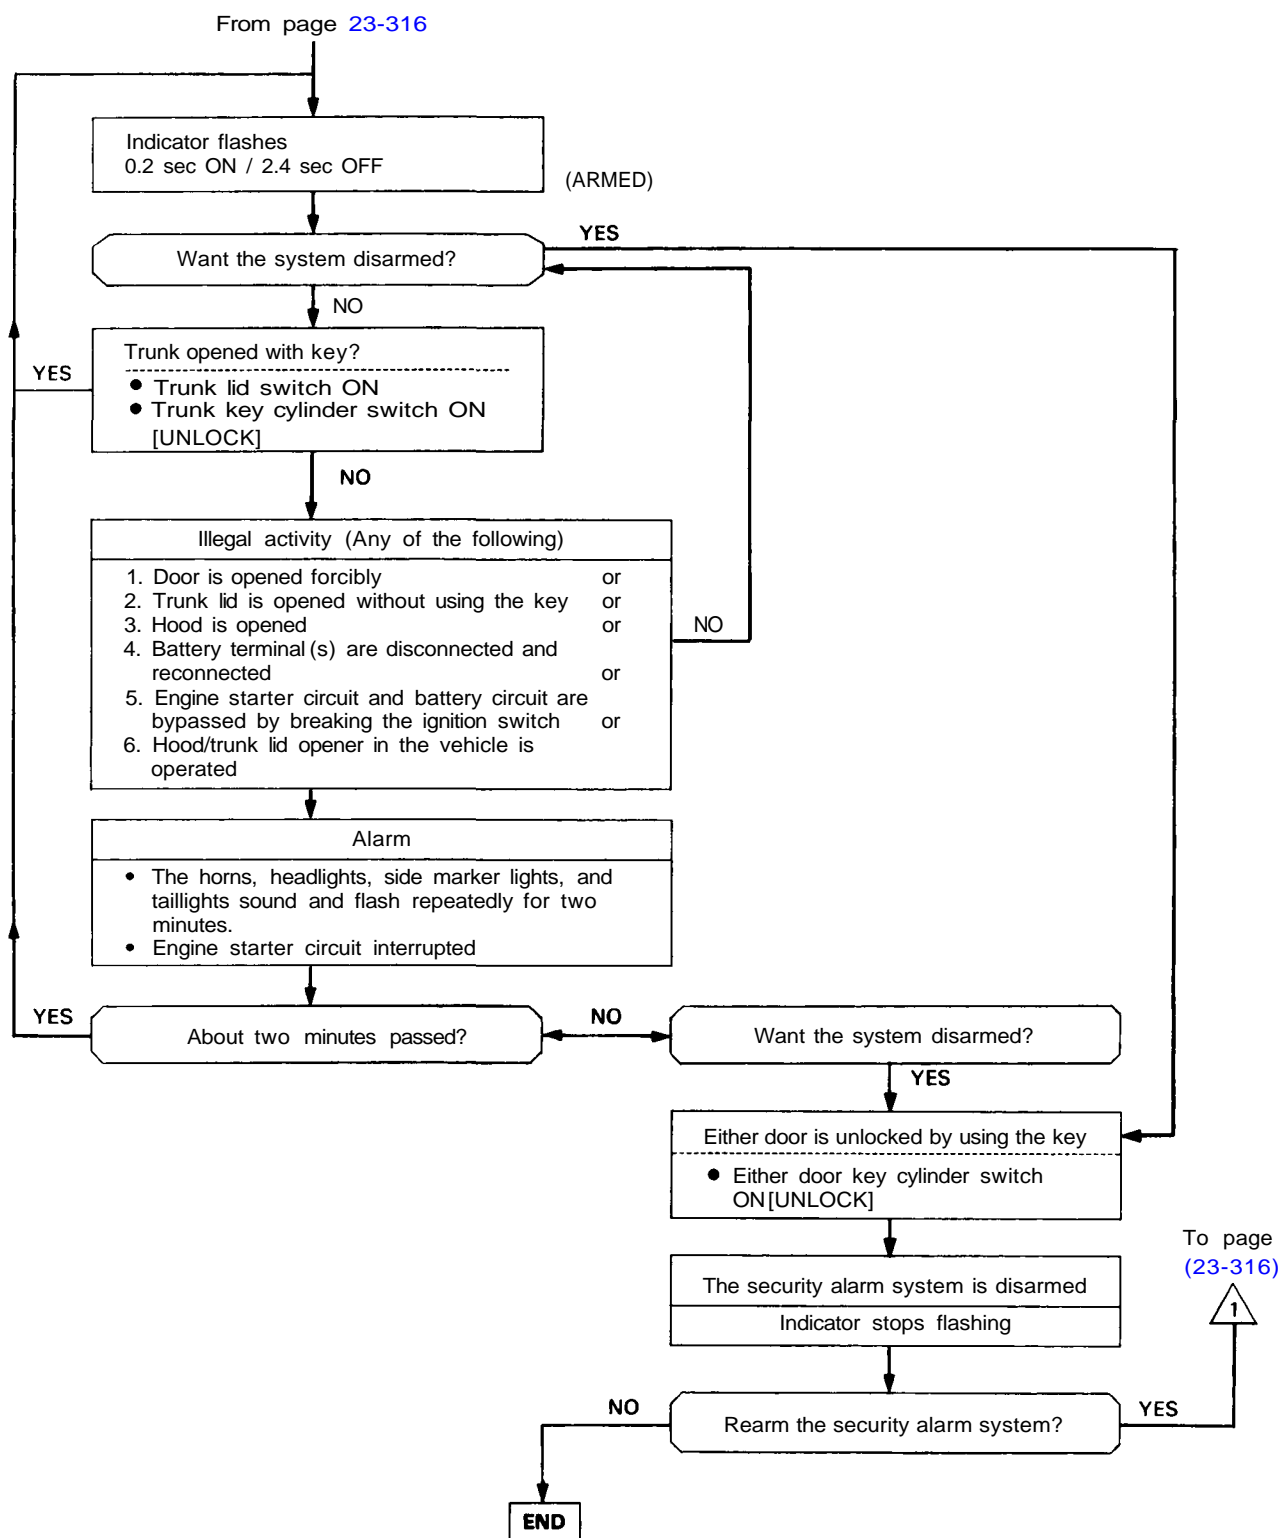 From page 23-316
Indicator flashes
0.2 sec ON / 2.4 sec OFF
(ARMED)
Want the system disarmed?
YES
NO
Trunk opened with key?
● Trunk lid switch ON
● Trunk key cylinder switch ON
[UNLOCK]
YES
NO
Illegal activity (Any of the following)
1. Door is opened forcibly or
2. Trunk lid is opened without using the key or
3. Hood is opened or
4. Battery terminal(s) are disconnected and
reconnected or
5. Engine starter circuit and battery circuit are
bypassed by breaking the ignition switch or
6. Hood/trunk lid opener in the vehicle is
operated
NO
Alarm
• The horns, headlights, side marker lights, and
taillights sound and flash repeatedly for two
minutes.
• Engine starter circuit interrupted
YES
About two minutes passed?
NO
Want the system disarmed?
YES
Either door is unlocked by using the key
● Either door key cylinder switch
ON[UNLOCK]
The security alarm system is disarmed
Indicator stops flashing
To page
(23-316)
1
NO
Rearm the security alarm system?
YES
END